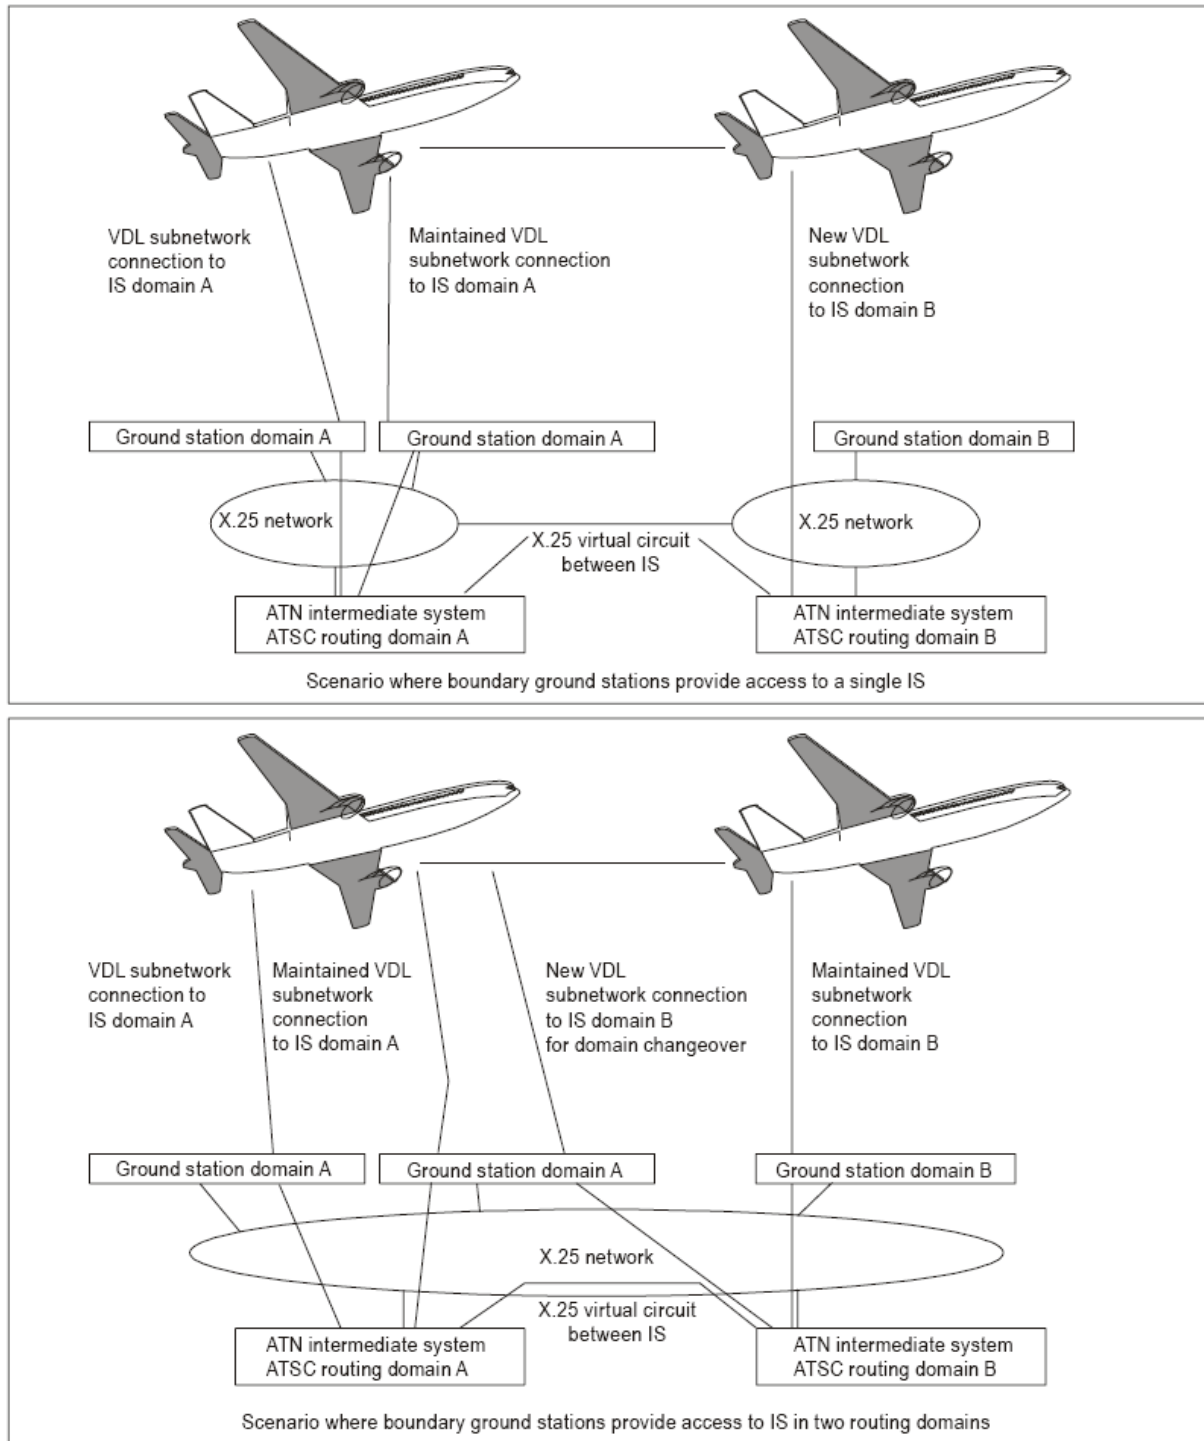 VDL subnetwork
connection to
IS domain A
Maintained VDL
subnetwork connection
to IS domain A
New VDL
subnetwork
connection
to IS domain B
Ground station domain A
Ground station domain A
Ground station domain B
X.25 network
X.25 virtual circuit
between IS
X.25 network
ATN intermediate system
ATSC routing domain A
ATN intermediate system
ATSC routing domain B
Scenario where boundary ground stations provide access to a single IS
VDL subnetwork
connection to
IS domain A
Maintained VDL
subnetwork
connection
to IS domain A
New VDL
subnetwork connection
to IS domain B
for domain changeover
Maintained VDL
subnetwork
connection
to IS domain B
Ground station domain A
Ground station domain A
Ground station domain B
X.25 network
X.25 virtual circuit
between IS
ATN intermediate system
ATSC routing domain A
ATN intermediate system
ATSC routing domain B
Scenario where boundary ground stations provide access to IS in two routing domains